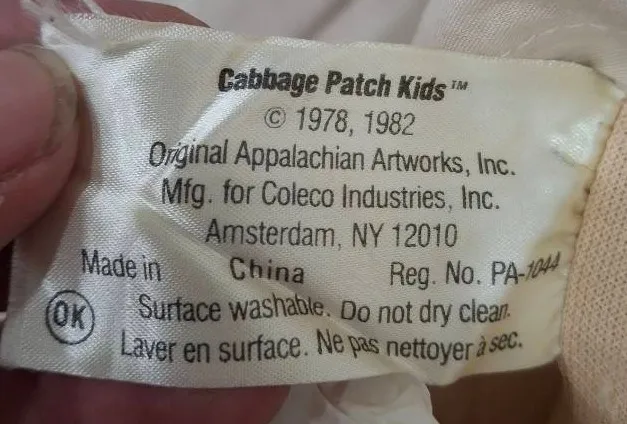 Cabbage Patch Kids™
© 1978, 1982
Original Appalachian Artworks, Inc.
Mfg. for Coleco Industries, Inc.
Amsterdam, NY 12010
Made in China Reg. No. PA-1044
OK
Surface washable. Do not dry clean.
Laver en surface. Ne pas nettoyer à sec.